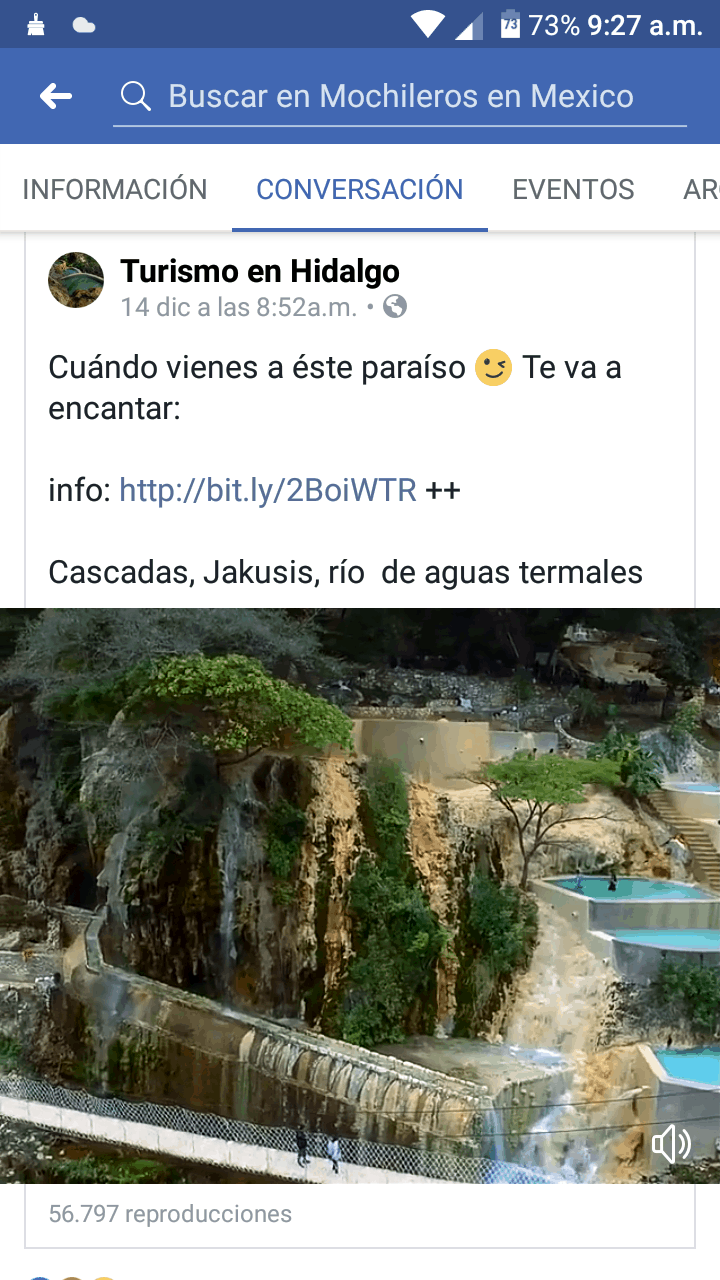 73 73% 9:27 a.m.
Buscar en Mochileros en Mexico
INFORMACIÓN CONVERSACIÓN EVENTOS AR
Turismo en Hidalgo
14 dic a las 8:52a.m. •
Cuándo vienes a éste paraíso 😉 Te va a
encantar:
info: http://bit.ly/2BoiWTR ++
Cascadas, Jakusis, río  de aguas termales
56.797 reproducciones